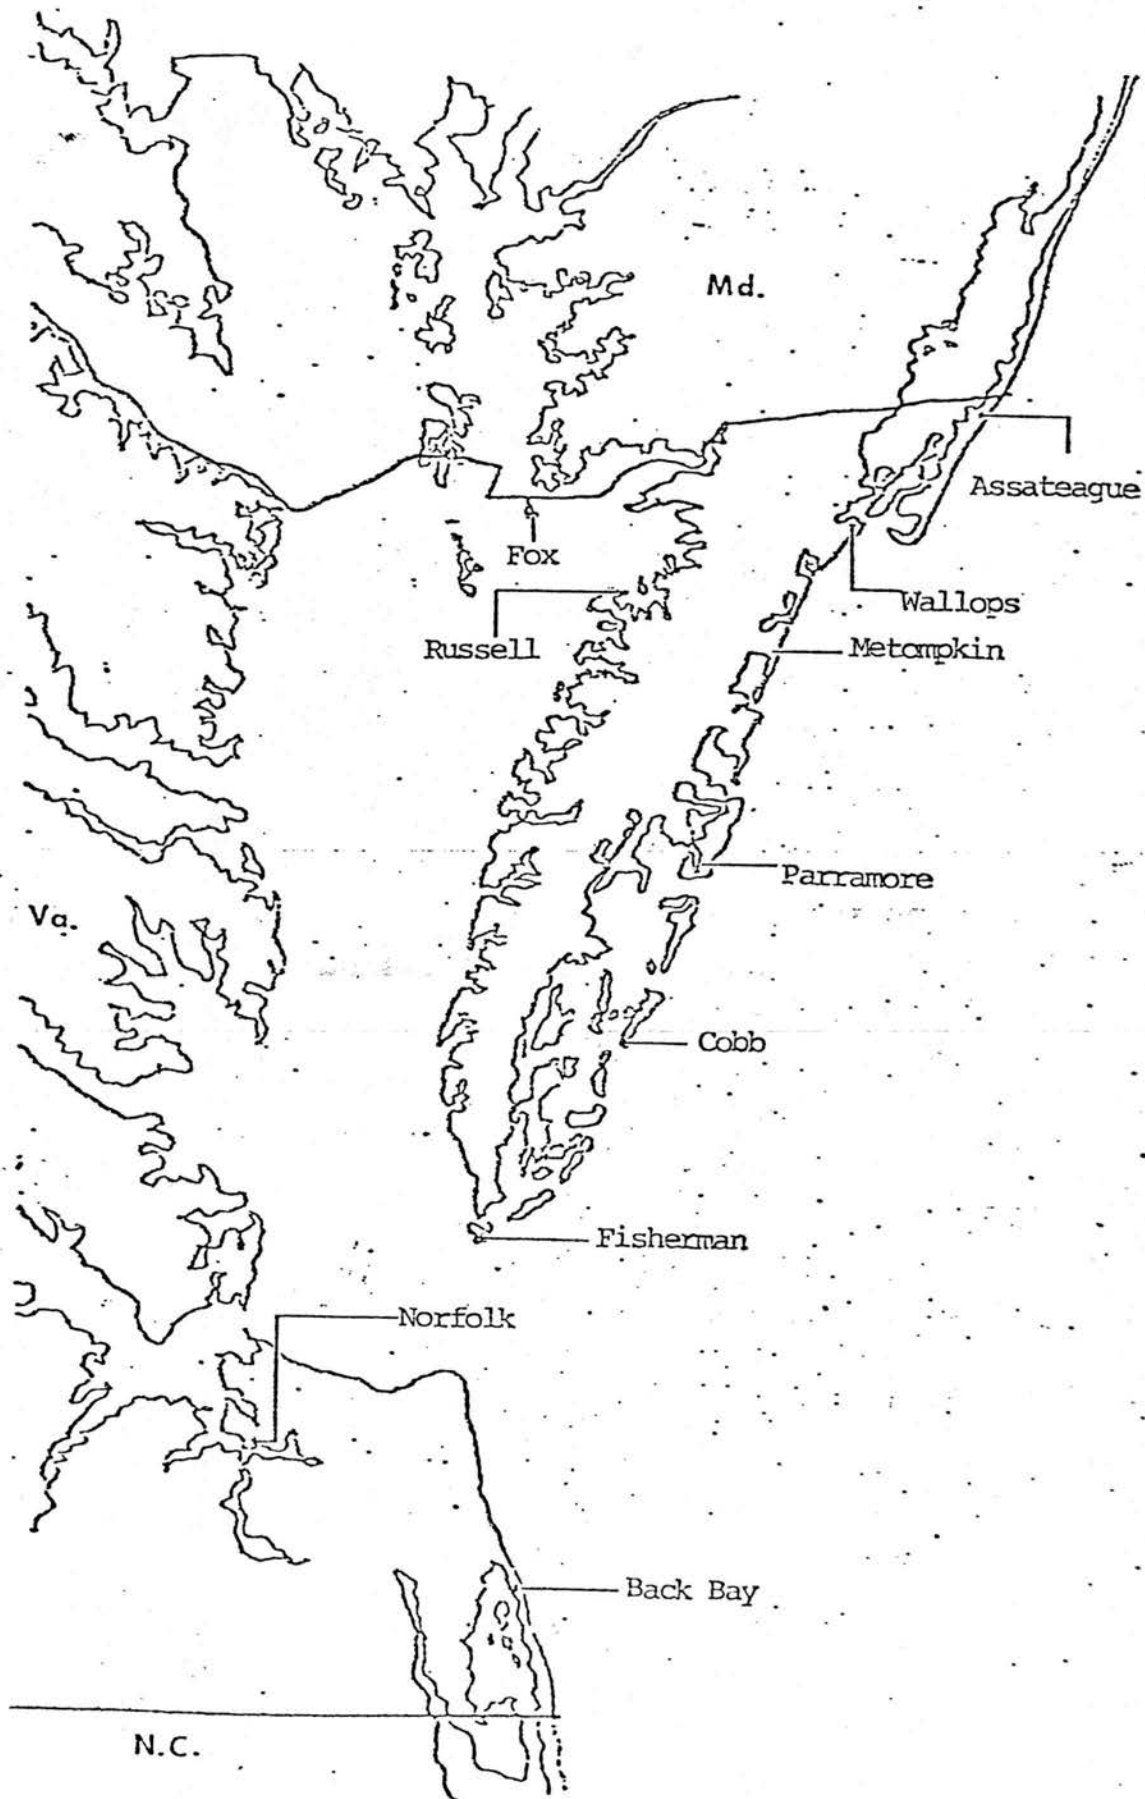 Md.
Assateague
Fox
Wallops
Russell
Metompkin
Parramore
Va.
Cobb
Fisherman
Norfolk
Back Bay
N.C.